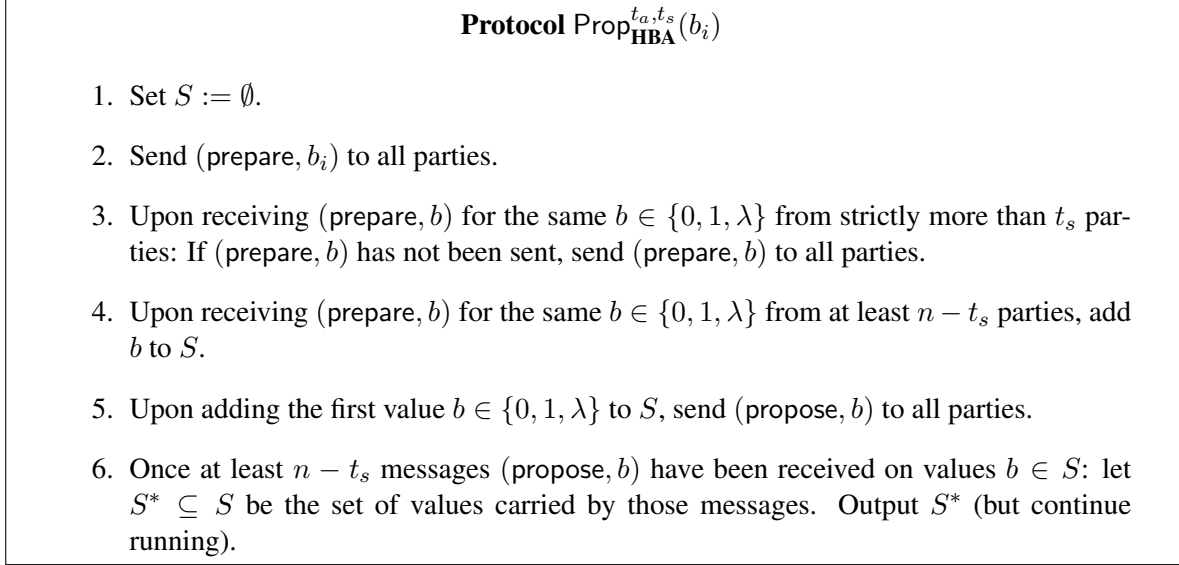 Protocol Prop_{HBA}^{t_a,t_s}(b_i)
1. Set S := ∅.
2. Send (prepare, b_i) to all parties.
3. Upon receiving (prepare, b) for the same b ∈ {0, 1, λ} from strictly more than t_s par-
ties: If (prepare, b) has not been sent, send (prepare, b) to all parties.
4. Upon receiving (prepare, b) for the same b ∈ {0, 1, λ} from at least n − t_s parties, add
b to S.
5. Upon adding the first value b ∈ {0, 1, λ} to S, send (propose, b) to all parties.
6. Once at least n − t_s messages (propose, b) have been received on values b ∈ S: let
S* ⊆ S be the set of values carried by those messages. Output S* (but continue
running).